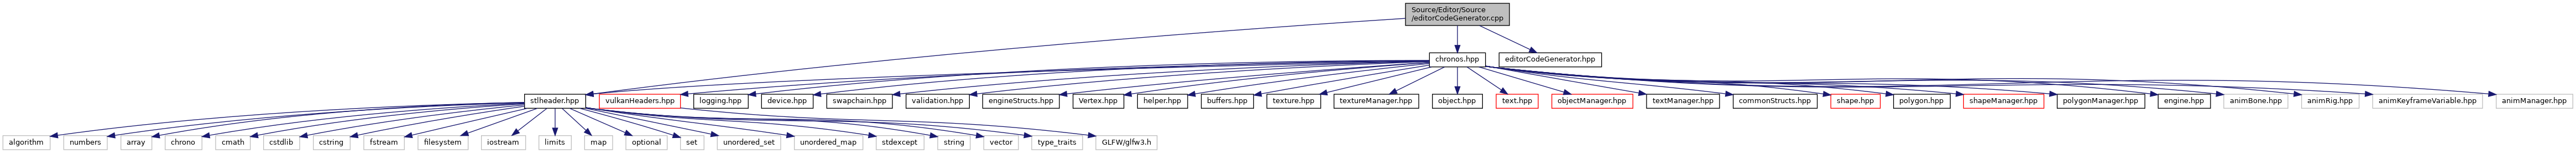 Source/Editor/Source
/editorCodeGenerator.cpp
chronos.hpp
editorCodeGenerator.hpp
stlheader.hpp
vulkanHeaders.hpp
logging.hpp
device.hpp
swapchain.hpp
validation.hpp
engineStructs.hpp
Vertex.hpp
helper.hpp
buffers.hpp
texture.hpp
textureManager.hpp
object.hpp
text.hpp
objectManager.hpp
textManager.hpp
commonStructs.hpp
shape.hpp
polygon.hpp
shapeManager.hpp
polygonManager.hpp
engine.hpp
animBone.hpp
animRig.hpp
animKeyframeVariable.hpp
animManager.hpp
algorithm
numbers
array
chrono
cmath
cstdlib
cstring
fstream
filesystem
iostream
limits
map
optional
set
unordered_set
unordered_map
stdexcept
string
vector
type_traits
GLFW/glfw3.h